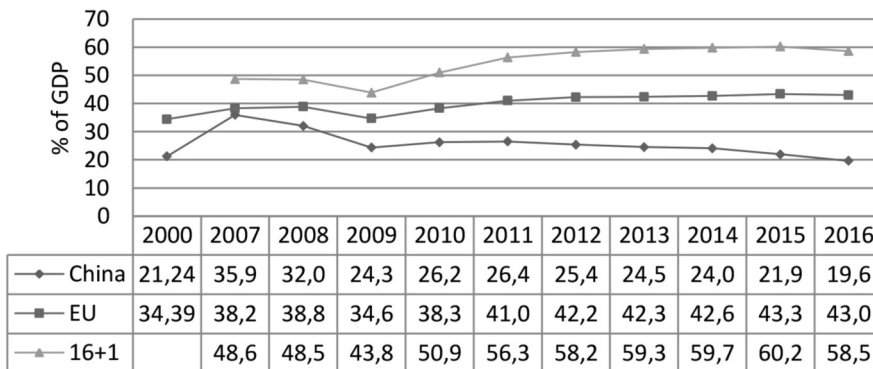 % of GDP
70
60
50
40
30
20
10
0
2000 2007 2008 2009 2010 2011 2012 2013 2014 2015 2016
China 21,24 35,9 32,0 24,3 26,2 26,4 25,4 24,5 24,0 21,9 19,6
EU 34,39 38,2 38,8 34,6 38,3 41,0 42,2 42,3 42,6 43,3 43,0
16+1 48,6 48,5 43,8 50,9 56,3 58,2 59,3 59,7 60,2 58,5